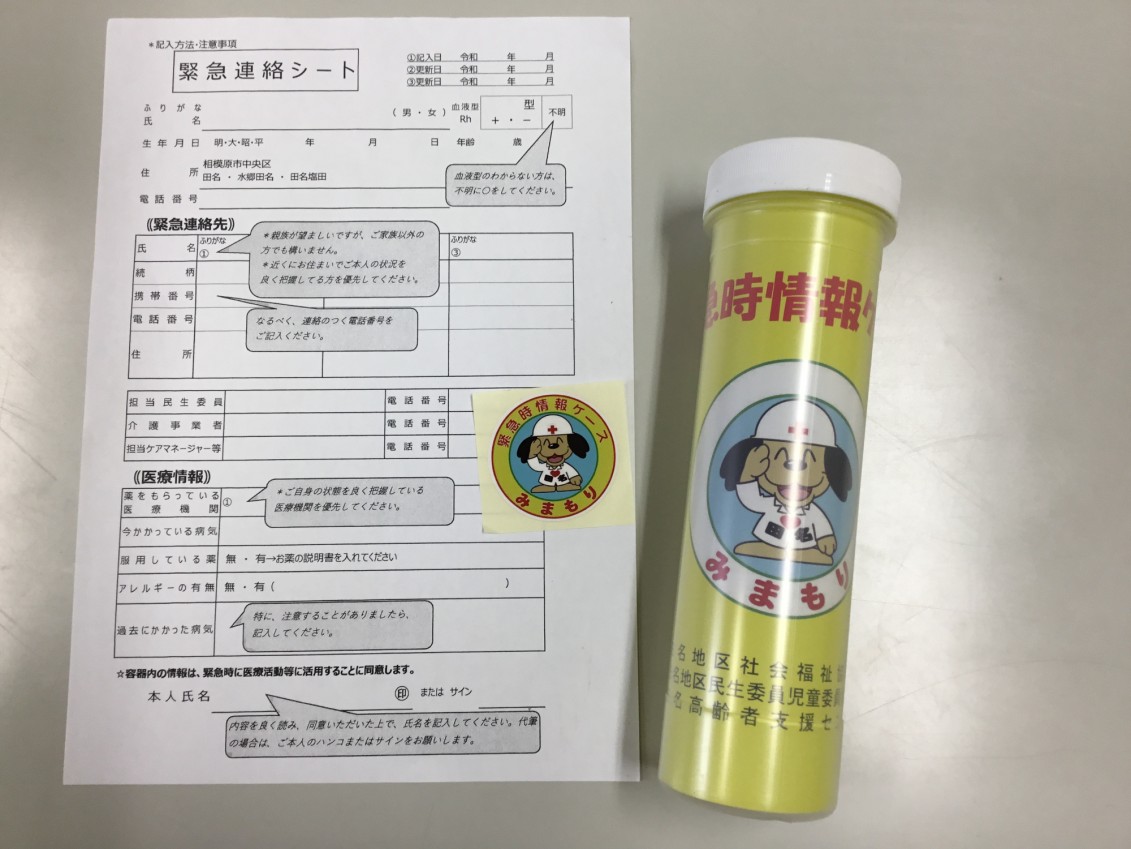 *記入方法・注意事項
緊急連絡シート
①記入日 令和 年 月
②更新日 令和 年 月
③更新日 令和 年 月
ふりがな
氏名
(男・女)
血液型
Rh
型
+・-
不明
生年月日 明・大・昭・平 年 月 日 年齢 歳
住所
相模原市中央区
田名・水郷田名・田名塩田
電話番号
血液型のわからない方は、
不明に〇をしてください。
《緊急連絡先》
氏名
ふりがな
①
ふりがな
③
*親族が望ましいですが、ご家族以外の
方でも構いません。
*近くにお住まいでご本人の状況を
良く把握してる方を優先してください。
続柄
携帯番号
電話番号
なるべく、連絡のつく電話番号を
ご記入ください。
住所
担当民生委員 電話番号
介護事業者 電話番号
担当ケアマネージャー等 電話番号
《医療情報》
薬をもらっている
医療機関
①
*ご自身の状態を良く把握している
医療機関を優先してください。
今かかっている病気
服用している薬 無・有→お薬の説明書を入れてください
アレルギーの有無 無・有( )
過去にかかった病気
特に、注意することがありましたら、
記入してください。
☆容器内の情報は、緊急時に医療活動等に活用することに同意します。
本人氏名 ㊞ または サイン
内容を良く読み、同意いただいた上で、氏名を記入してください。代筆
の場合は、ご本人のハンコまたはサインをお願いします。
緊急時情報ケース
みまもり
急時情報ケ
田名
みまもり
名地区社会福祉
名地区民生委員児童委
名高齢者支援セ